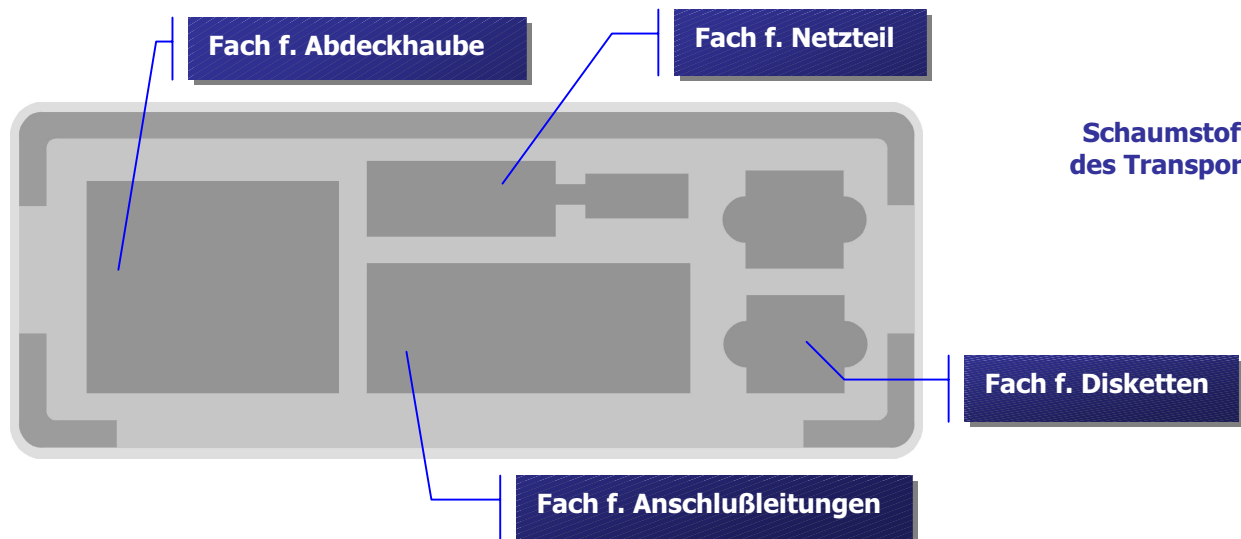 Fach f. Abdeckhaube
Fach f. Netzteil
Schaumstof
des Transpor
Fach f. Disketten
Fach f. Anschlußleitungen